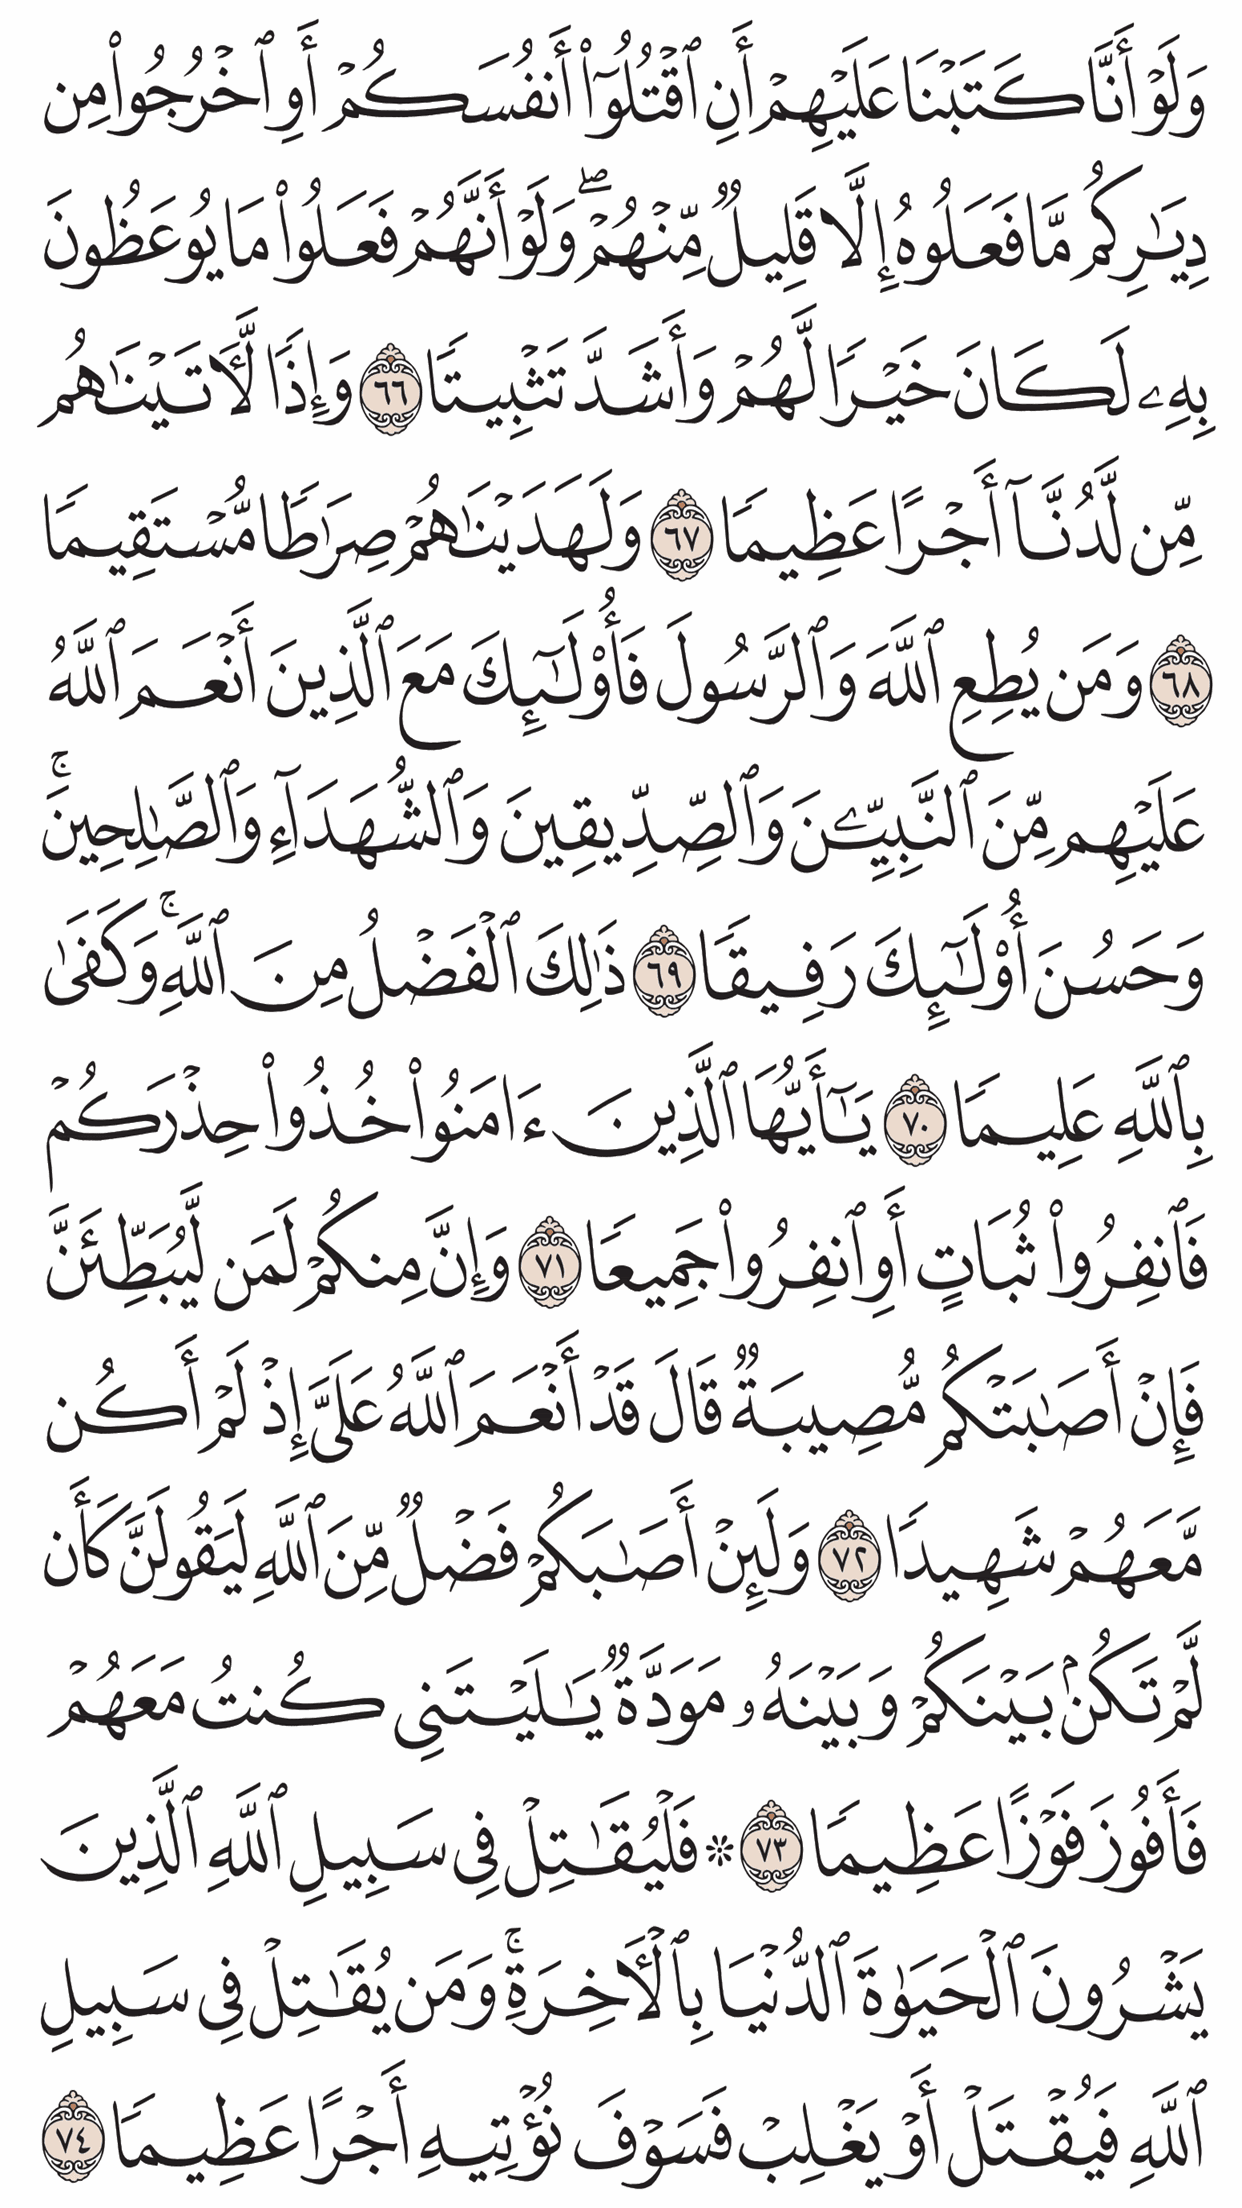 وَلَوْ أَنَّا كَتَبْنَا عَلَيْهِمْ أَنِ ٱقْتُلُوٓا۟ أَنفُسَكُمْ أَوِ ٱخْرُجُوا۟ مِن
دِيَـٰرِكُم مَّا فَعَلُوهُ إِلَّا قَلِيلٌ مِّنْهُمْ ۖ وَلَوْ أَنَّهُمْ فَعَلُوا۟ مَا يُوعَظُونَ
بِهِۦ لَكَانَ خَيْرًا لَّهُمْ وَأَشَدَّ تَثْبِيتًا ٦٦ وَإِذًا لَّـَٔاتَيْنَـٰهُم
مِّن لَّدُنَّآ أَجْرًا عَظِيمًا ٦٧ وَلَهَدَيْنَـٰهُمْ صِرَٰطًا مُّسْتَقِيمًا
٦٨ وَمَن يُطِعِ ٱللَّهَ وَٱلرَّسُولَ فَأُو۟لَـٰٓئِكَ مَعَ ٱلَّذِينَ أَنْعَمَ ٱللَّهُ
عَلَيْهِم مِّنَ ٱلنَّبِيِّـۧنَ وَٱلصِّدِّيقِينَ وَٱلشُّهَدَآءِ وَٱلصَّـٰلِحِينَ ۚ
وَحَسُنَ أُو۟لَـٰٓئِكَ رَفِيقًا ٦٩ ذَٰلِكَ ٱلْفَضْلُ مِنَ ٱللَّهِ ۚ وَكَفَىٰ
بِٱللَّهِ عَلِيمًا ٧٠ يَـٰٓأَيُّهَا ٱلَّذِينَ ءَامَنُوا۟ خُذُوا۟ حِذْرَكُمْ
فَٱنفِرُوا۟ ثُبَاتٍ أَوِ ٱنفِرُوا۟ جَمِيعًا ٧١ وَإِنَّ مِنكُمْ لَمَن لَّيُبَطِّئَنَّ
فَإِنْ أَصَـٰبَتْكُم مُّصِيبَةٌ قَالَ قَدْ أَنْعَمَ ٱللَّهُ عَلَىَّ إِذْ لَمْ أَكُن
مَّعَهُمْ شَهِيدًا ٧٢ وَلَئِنْ أَصَـٰبَكُمْ فَضْلٌ مِّنَ ٱللَّهِ لَيَقُولَنَّ كَأَن
لَّمْ تَكُنۢ بَيْنَكُمْ وَبَيْنَهُۥ مَوَدَّةٌ يَـٰلَيْتَنِى كُنتُ مَعَهُمْ
فَأَفُوزَ فَوْزًا عَظِيمًا ٧٣ ۞ فَلْيُقَـٰتِلْ فِى سَبِيلِ ٱللَّهِ ٱلَّذِينَ
يَشْرُونَ ٱلْحَيَوٰةَ ٱلدُّنْيَا بِٱلْـَٔاخِرَةِ ۚ وَمَن يُقَـٰتِلْ فِى سَبِيلِ
ٱللَّهِ فَيُقْتَلْ أَوْ يَغْلِبْ فَسَوْفَ نُؤْتِيهِ أَجْرًا عَظِيمًا ٧٤